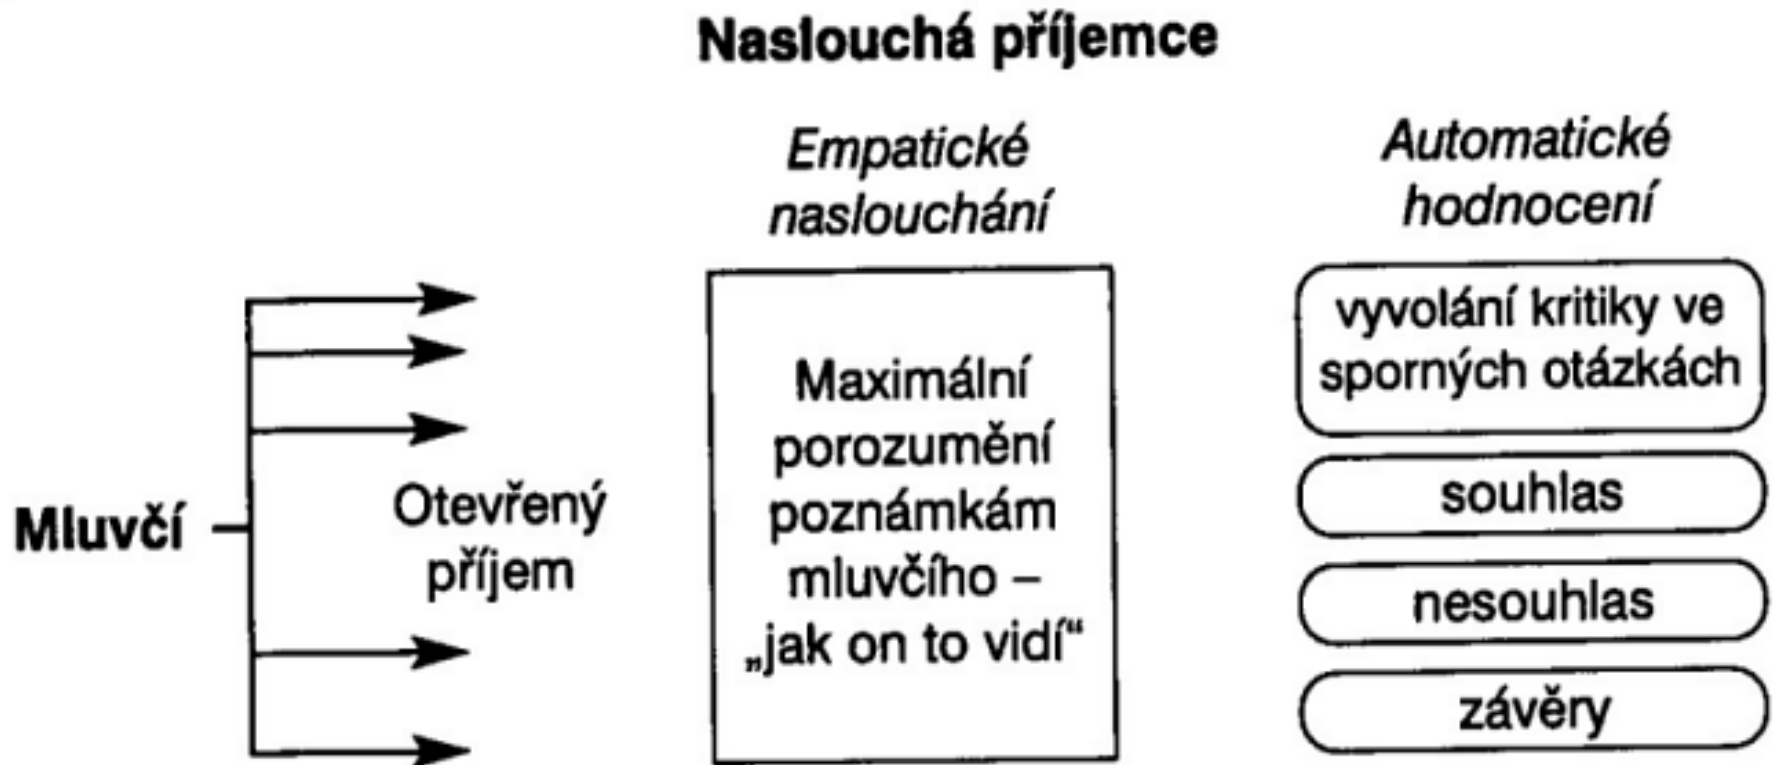 Naslouchá příjemce
Empatické
naslouchání
Automatické
hodnocení
Mluvčí
Otevřený
příjem
Maximální
porozumění
poznámkám
mluvčího –
„jak on to vidí“
vyvolání kritiky ve
sporných otázkách
souhlas
nesouhlas
závěry